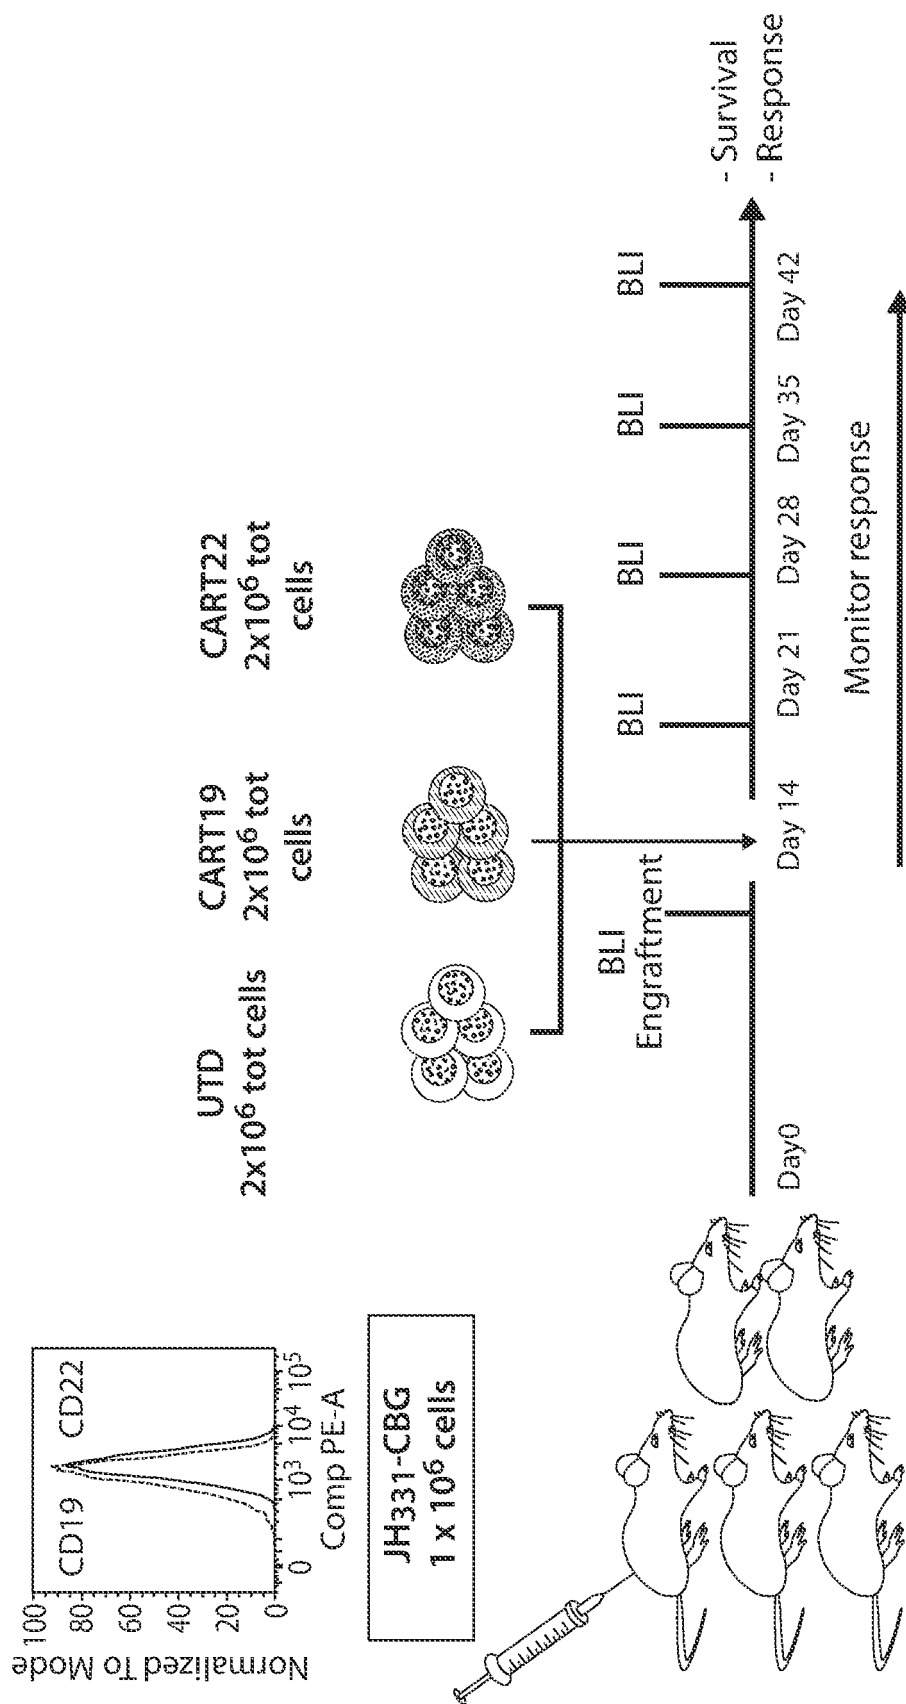 Normalized To Mode
100
80
60
40
20
0
CD19
CD22
0
10³
10⁴
10⁵
Comp PE-A
JH331-CBG
1 x 10⁶ cells
UTD
2x10⁶ tot cells
CART19
2x10⁶ tot
cells
CART22
2x10⁶ tot
cells
BLI
Engraftment
BLI
BLI
BLI
BLI
- Survival
- Response
Day0
Day 14
Day 21
Day 28
Day 35
Day 42
Monitor response